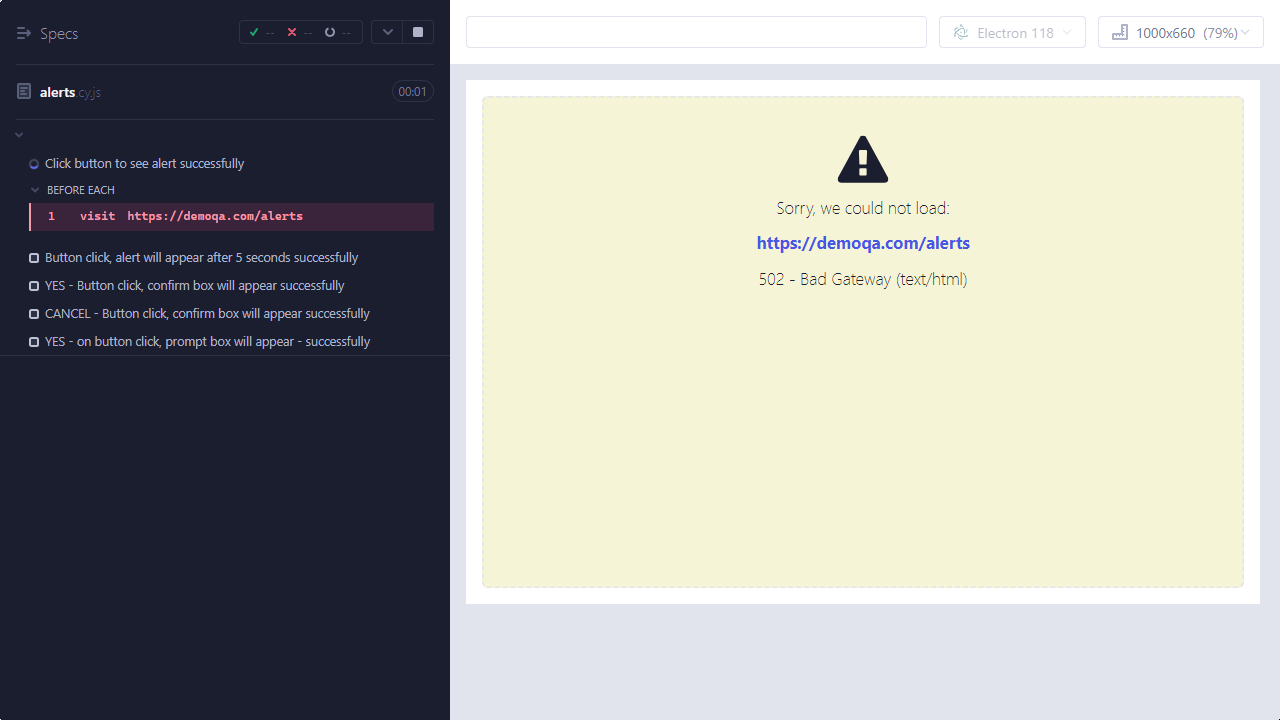 Specs
-- -- --
alerts.cy.js
00:01
Click button to see alert successfully
BEFORE EACH
1 visit https://demoqa.com/alerts
Button click, alert will appear after 5 seconds successfully
YES - Button click, confirm box will appear successfully
CANCEL - Button click, confirm box will appear successfully
YES - on button click, prompt box will appear - successfully
Electron 118
1000x660 (79%)
Sorry, we could not load:
https://demoqa.com/alerts
502 - Bad Gateway (text/html)